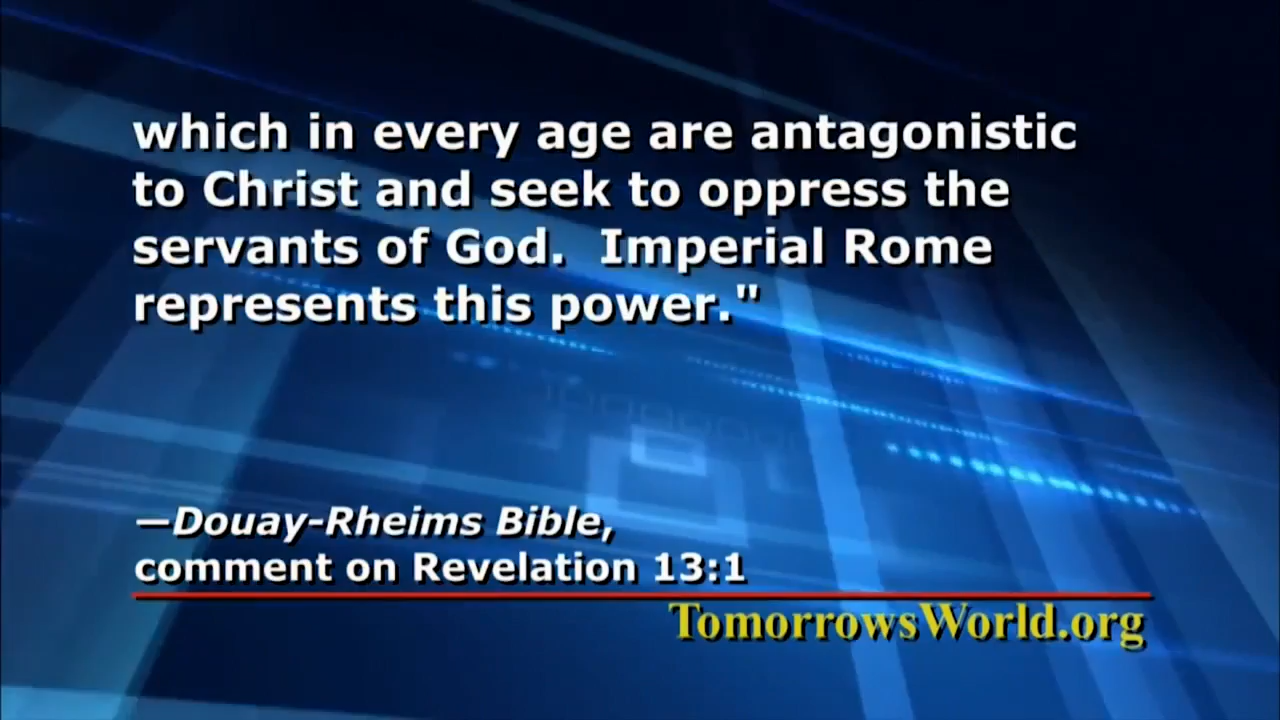 which in every age are antagonistic
to Christ and seek to oppress the
servants of God.  Imperial Rome
represents this power."
—Douay-Rheims Bible,
comment on Revelation 13:1
TomorrowsWorld.org